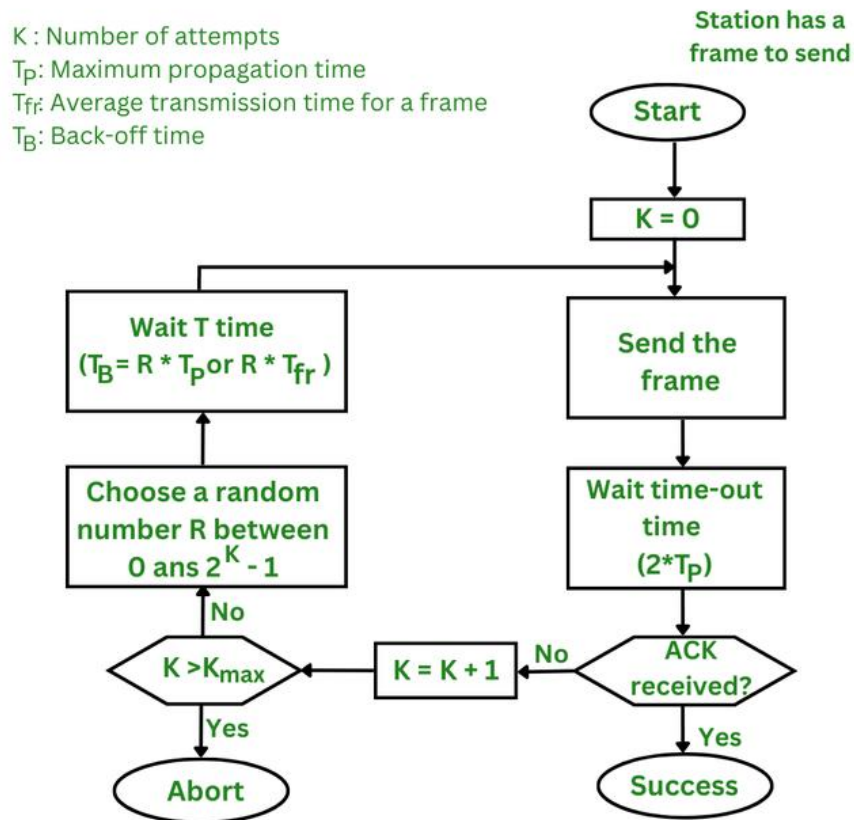 K : Number of attempts
Tp: Maximum propagation time
Tfr: Average transmission time for a frame
TB: Back-off time
Station has a
frame to send
Start
K = 0
Send the
frame
Wait time-out
time
(2*Tp)
ACK
received?
Yes
Success
No
K = K + 1
K >Kmax
Yes
Abort
No
Choose a random
number R between
0 ans 2^K - 1
Wait T time
(TB = R * Tp or R * Tfr )